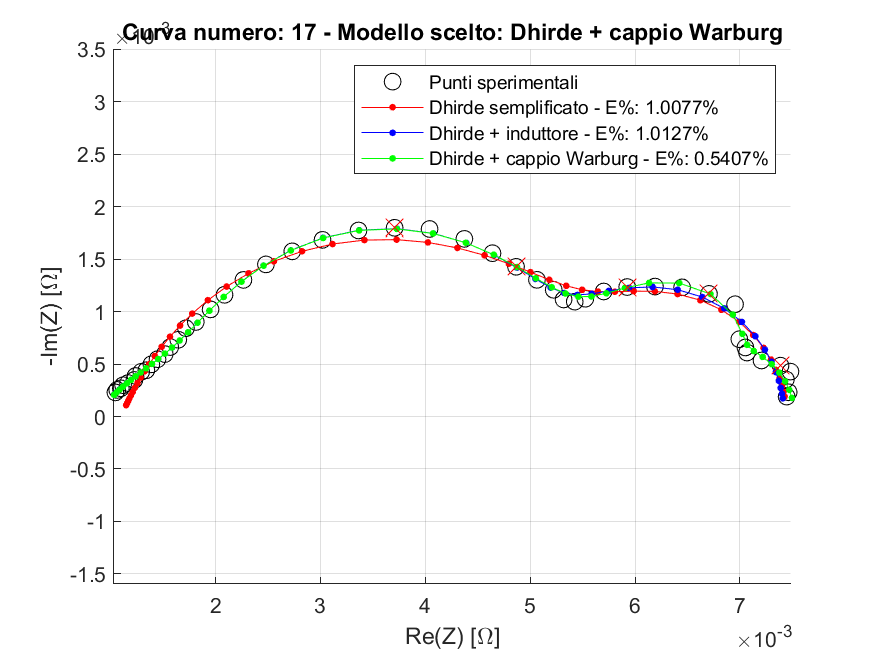 Curva numero: 17 - Modello scelto: Dhirde + cappio Warburg
×10-3
3.5
3
2.5
2
1.5
1
0.5
0
-0.5
-1
-1.5
-Im(Z) [Ω]
Punti sperimentali
Dhirde semplificato - E%: 1.0077%
Dhirde + induttore - E%: 1.0127%
Dhirde + cappio Warburg - E%: 0.5407%
2 3 4 5 6 7
Re(Z) [Ω]
×10-3